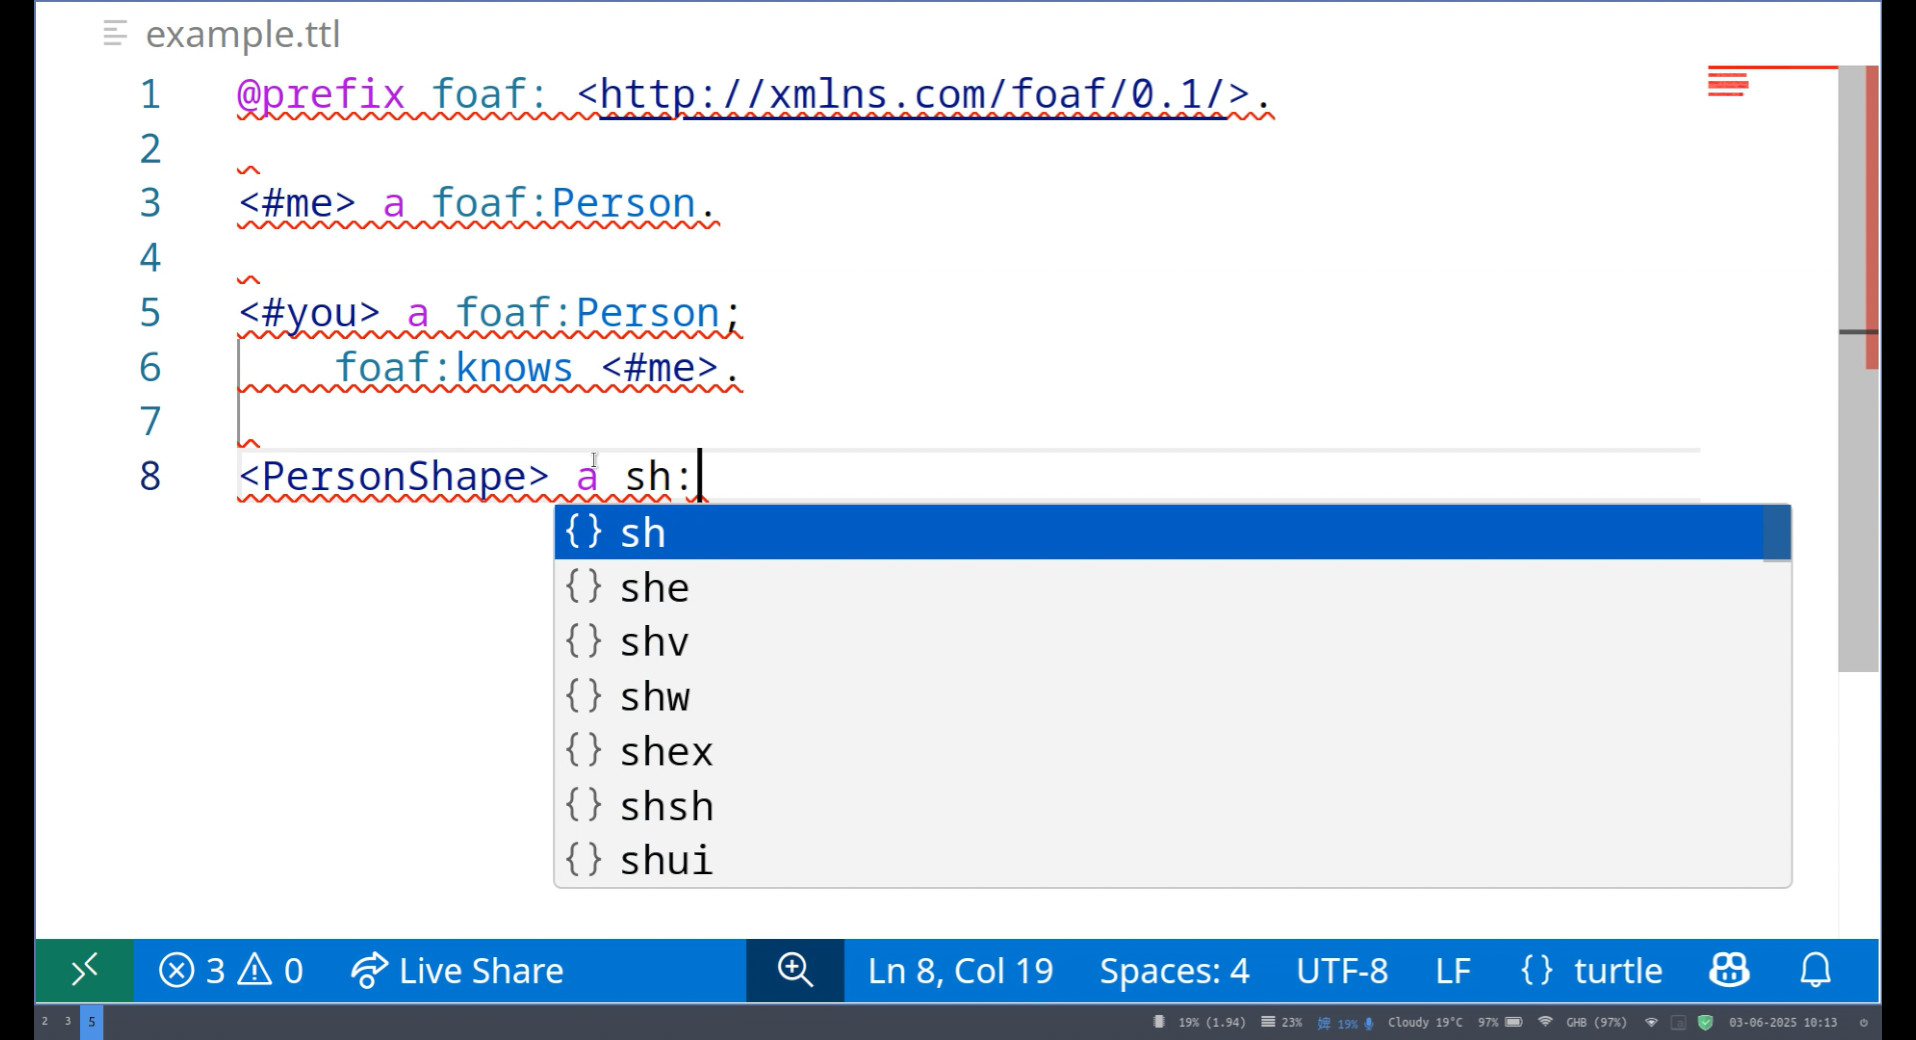 example.ttl
1 @prefix foaf: <http://xmlns.com/foaf/0.1/>.
2
3 <#me> a foaf:Person.
4
5 <#you> a foaf:Person;
6     foaf:knows <#me>.
7
8 <PersonShape> a sh:
{} sh
{} she
{} shv
{} shw
{} shex
{} shsh
{} shui
3 0 Live Share Ln 8, Col 19 Spaces: 4 UTF-8 LF {} turtle
2 3 5 19% (1.94) 23% 19% Cloudy 19°C 97% GHB (97%) 03-06-2025 10:13